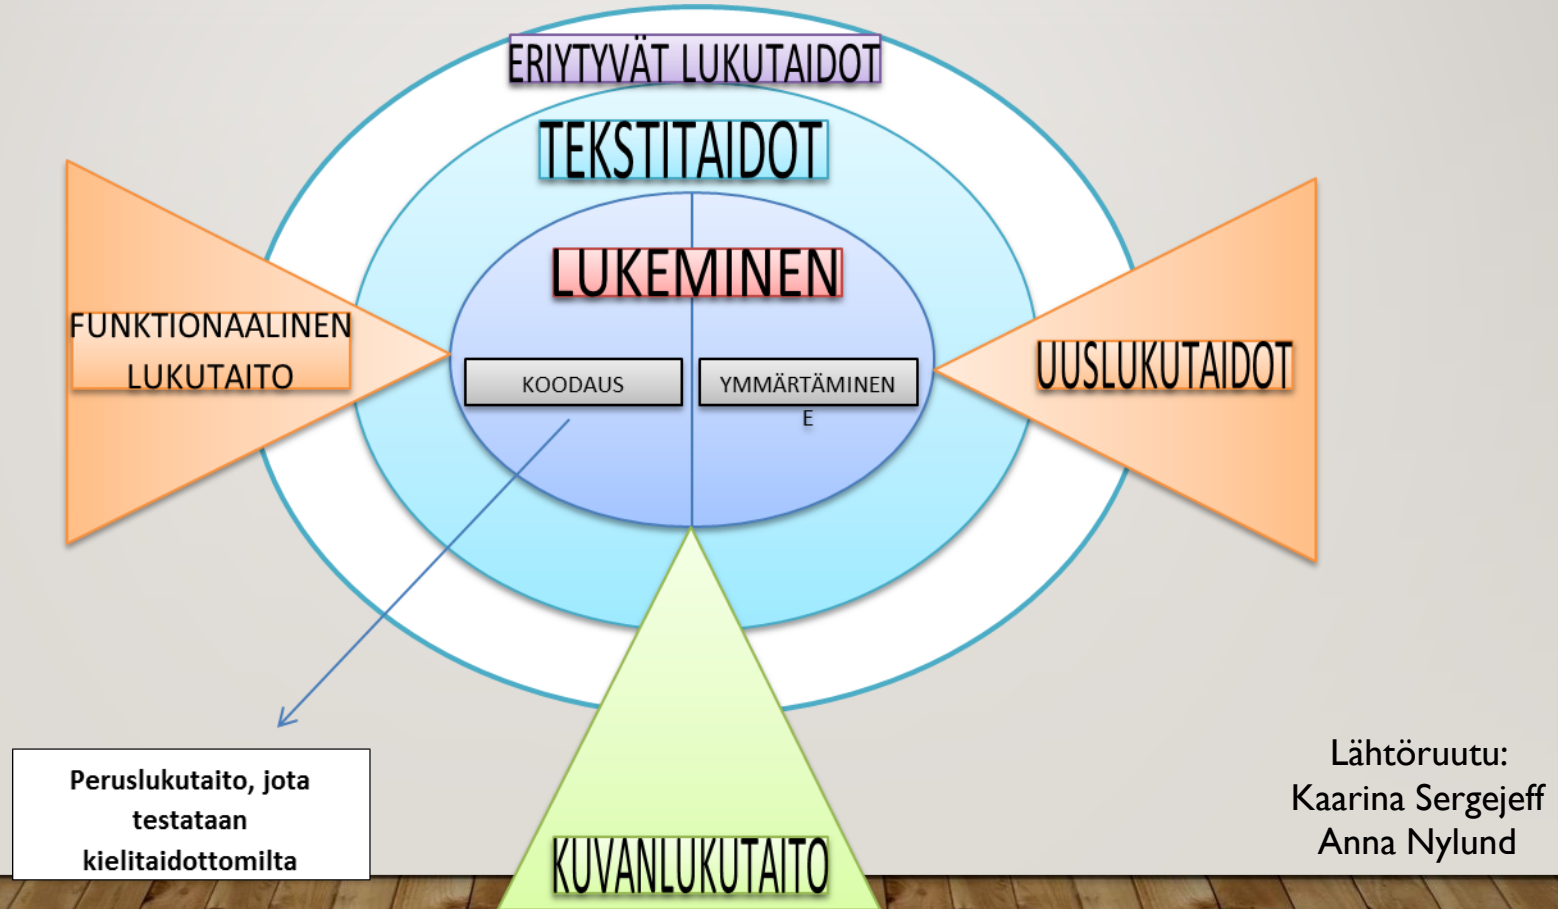 ERIYTYVÄT LUKUTAIDOT
TEKSTITAIDOT
LUKEMINEN
FUNKTIONAALINEN
LUKUTAITO
KOODAUS
YMMÄRTÄMINEN
E
UUSLUKUTAIDOT
Peruslukutaito, jota
testataan
kielitaidottomilta
KUVANLUKUTAITO
Lähtöruutu:
Kaarina Sergejeff
Anna Nylund